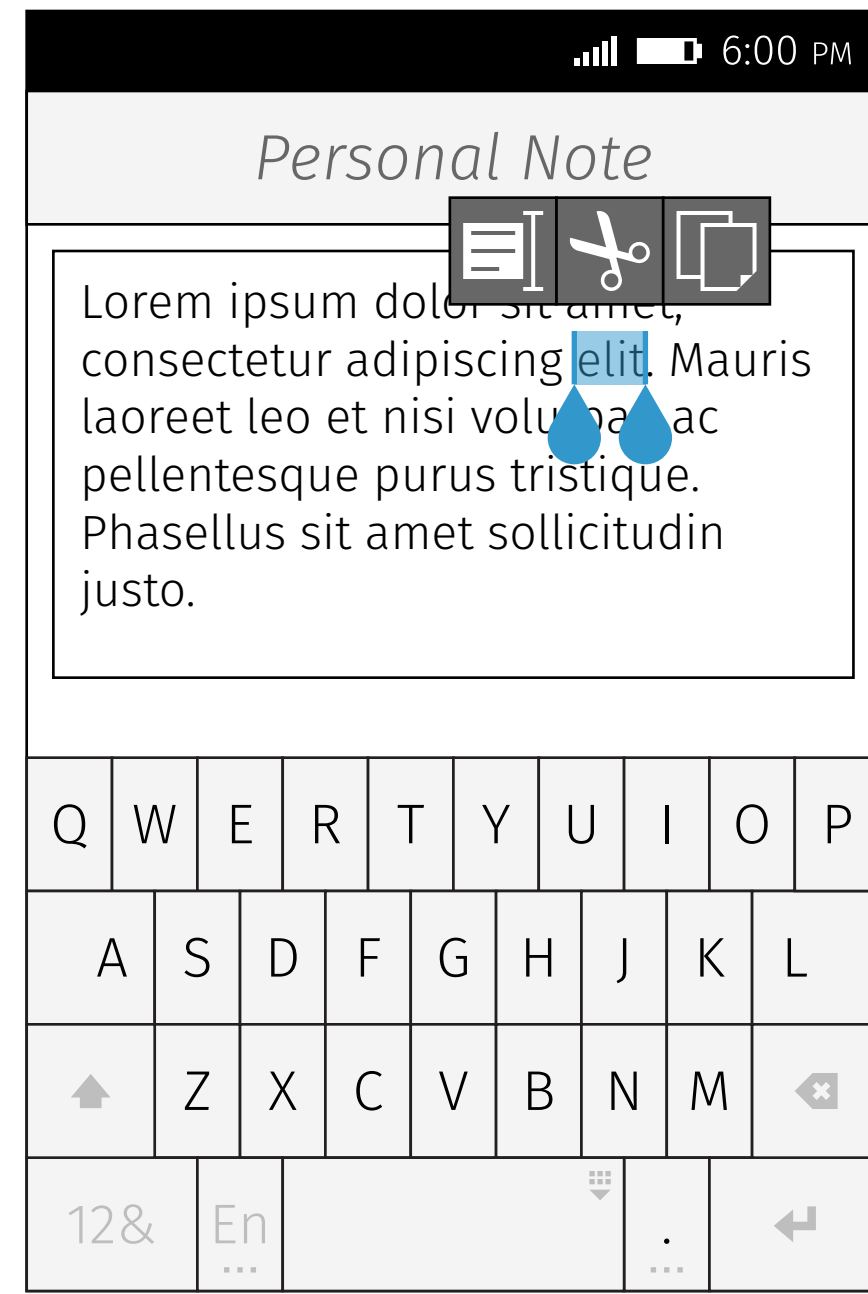 6:00 PM
Personal Note
Lorem ipsum dolor sit amet,
consectetur adipiscing elit. Mauris
laoreet leo et nisi volutpat, ac
pellentesque purus tristique.
Phasellus sit amet sollicitudin
justo.
Q W E R T Y U I O P
A S D F G H J K L
Z X C V B N M
12& En .
... ...